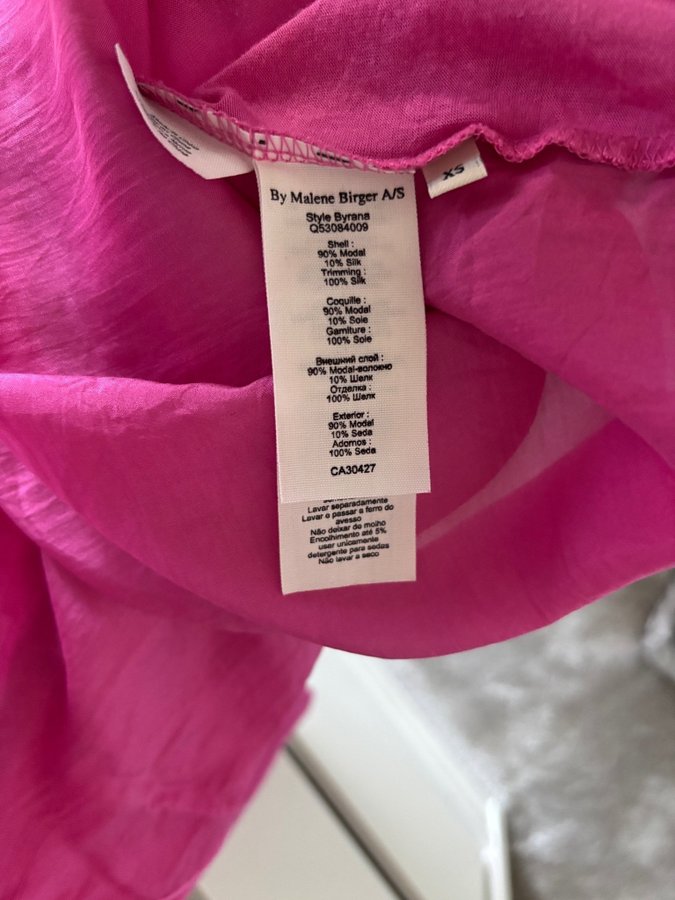 By Malene Birger A/S
Style Byrana
Q53084009
Shell :
90% Modal
10% Silk
Trimming :
100% Silk
Coquille :
90% Modal
10% Soie
Garniture :
100% Soie
Внешний слой :
90% Modal-волокно
10% Шелк
Отделка :
100% Шелк
Exterior :
90% Modal
10% Seda
Adornos :
100% Seda
CA30427
Lavar separadamente
Lavar e passar a ferro do
avesso
Não deixar de molho
Encolhimento até 5%
usar unicamente
detergente para sedas
Não lavar a seco
XS